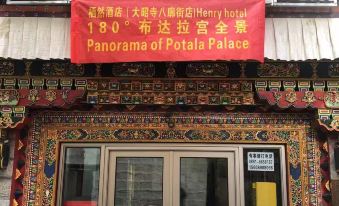 禧然酒店 | 大昭寺八廓街店|Henry hotel
180°布达拉宫全景
Panorama of Potala Palace